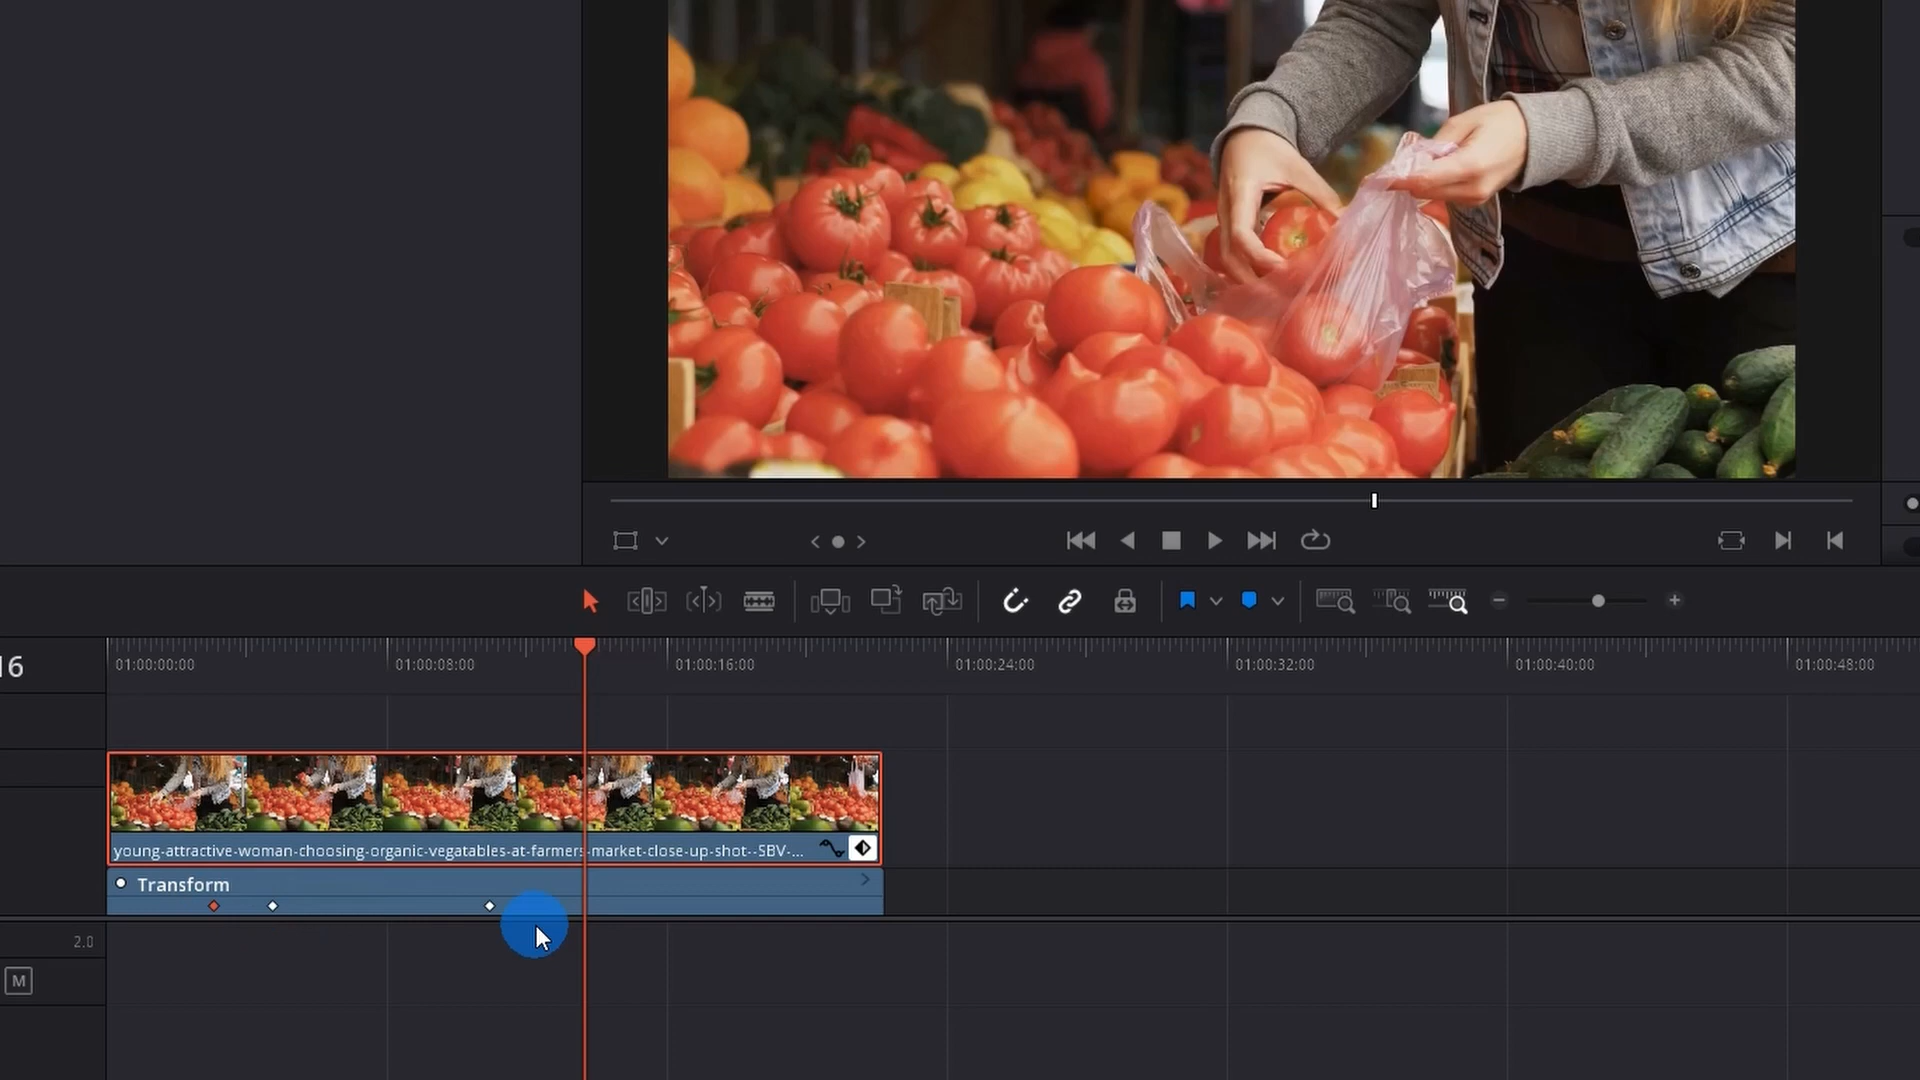 16
01:00:00:00 01:00:08:00 01:00:16:00 01:00:24:00 01:00:32:00 01:00:40:00 01:00:48:00
young-attractive-woman-choosing-organic-vegatables-at-farmers-market-close-up-shot--SBV-...
Transform
2.0
M